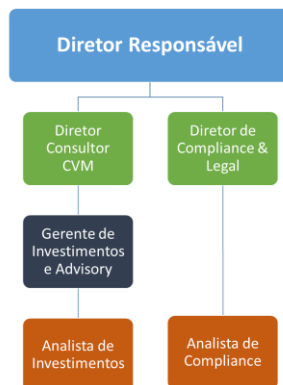 Diretor Responsável
Diretor
Consultor
CVM
Diretor de
Compliance &
Legal
Gerente de
Investimentos
e Advisory
Analista de
Investimentos
Analista de
Compliance